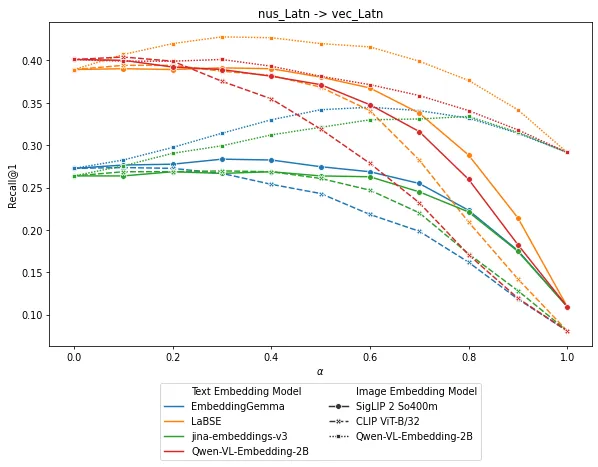 nus_Latn -> vec_Latn
Recall@1
0.40
0.35
0.30
0.25
0.20
0.15
0.10
0.0 0.2 0.4 0.6 0.8 1.0
α
Text Embedding Model Image Embedding Model
EmbeddingGemma SigLIP 2 So400m
LaBSE CLIP ViT-B/32
jina-embeddings-v3 Qwen-VL-Embedding-2B
Qwen-VL-Embedding-2B